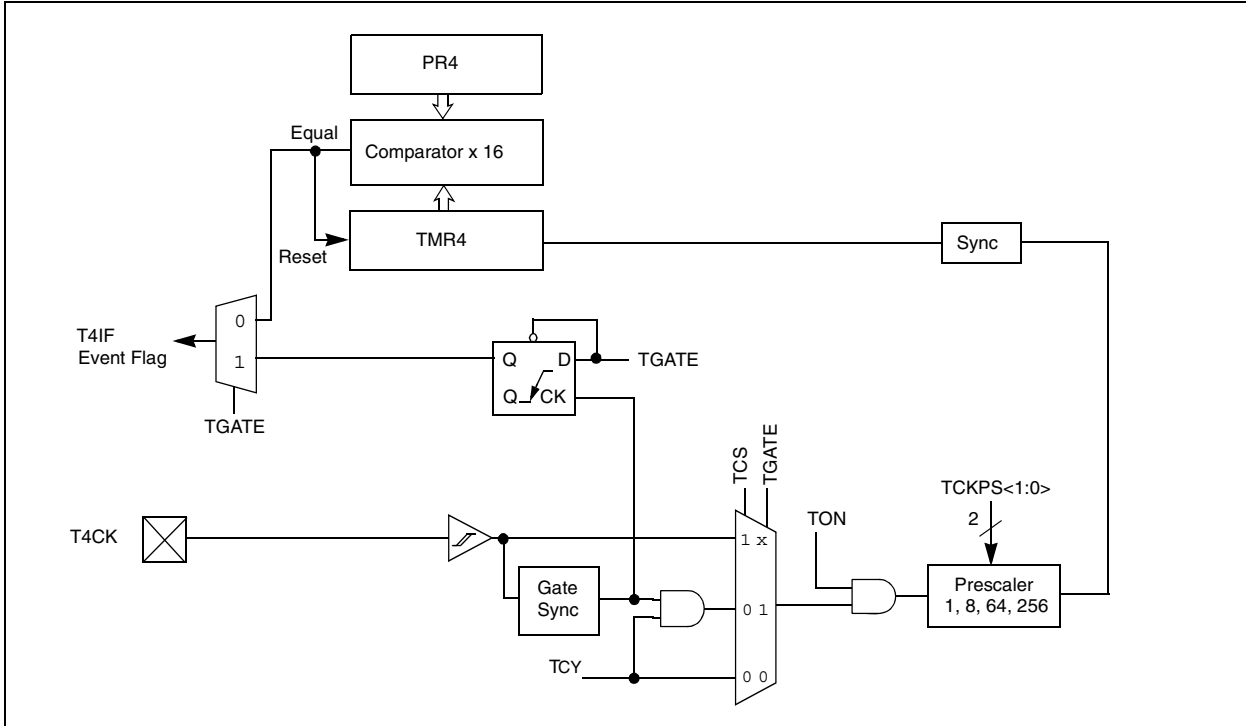 PR4
Equal
Comparator x 16
TMR4
Reset
Sync
0
T4IF
Event Flag
1
Q
D
TGATE
Q
CK
TGATE
TCS
TGATE
TCKPS<1:0>
2
TON
T4CK
1 x
Prescaler
1, 8, 64, 256
Gate
Sync
0 1
TCY
0 0